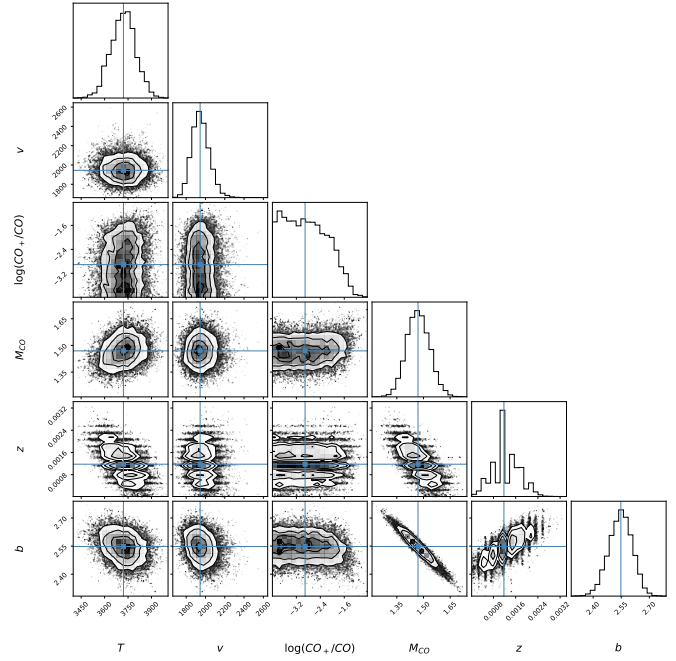 v
2600
2400
2200
2000
1800
log(CO₊/CO)
−1.6
−2.4
−3.2
M_CO
1.65
1.50
1.35
z
0.0032
0.0024
0.0016
0.0008
b
2.70
2.55
2.40
3450 3600 3750 3900
1800 2000 2200 2400 2600
−3.2 −2.4 −1.6
1.35 1.50 1.65
0.0008 0.0016 0.0024 0.0032
2.40 2.55 2.70
T v log(CO₊/CO) M_CO z b